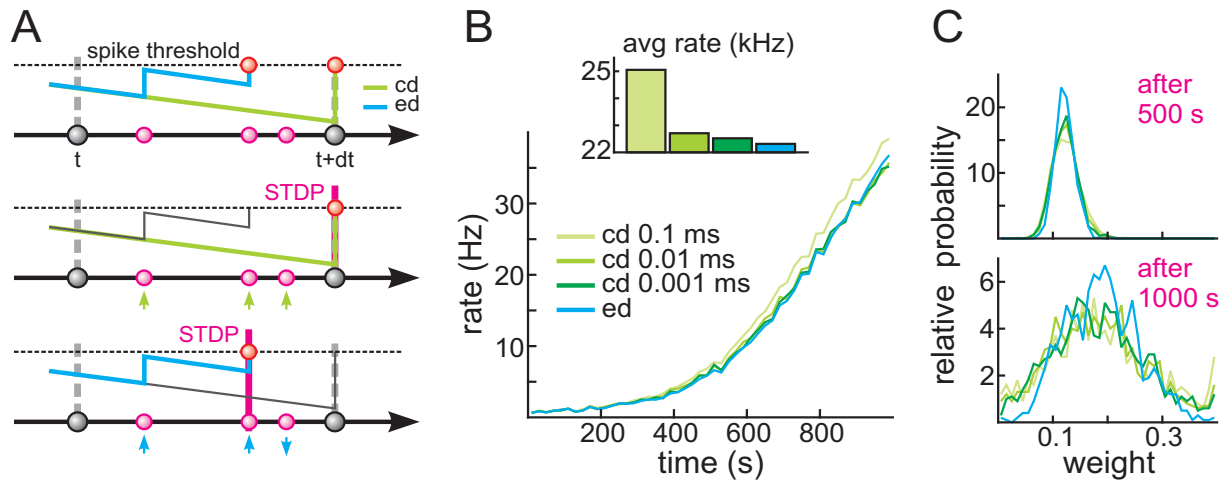 A
spike threshold
cd
ed
t
t+dt
STDP
STDP
B
avg rate (kHz)
25
22
rate (Hz)
30
20
10
cd 0.1 ms
cd 0.01 ms
cd 0.001 ms
ed
200
400
600
800
time (s)
C
relative probability
20
10
after
500 s
6
4
2
after
1000 s
0.1
0.3
weight